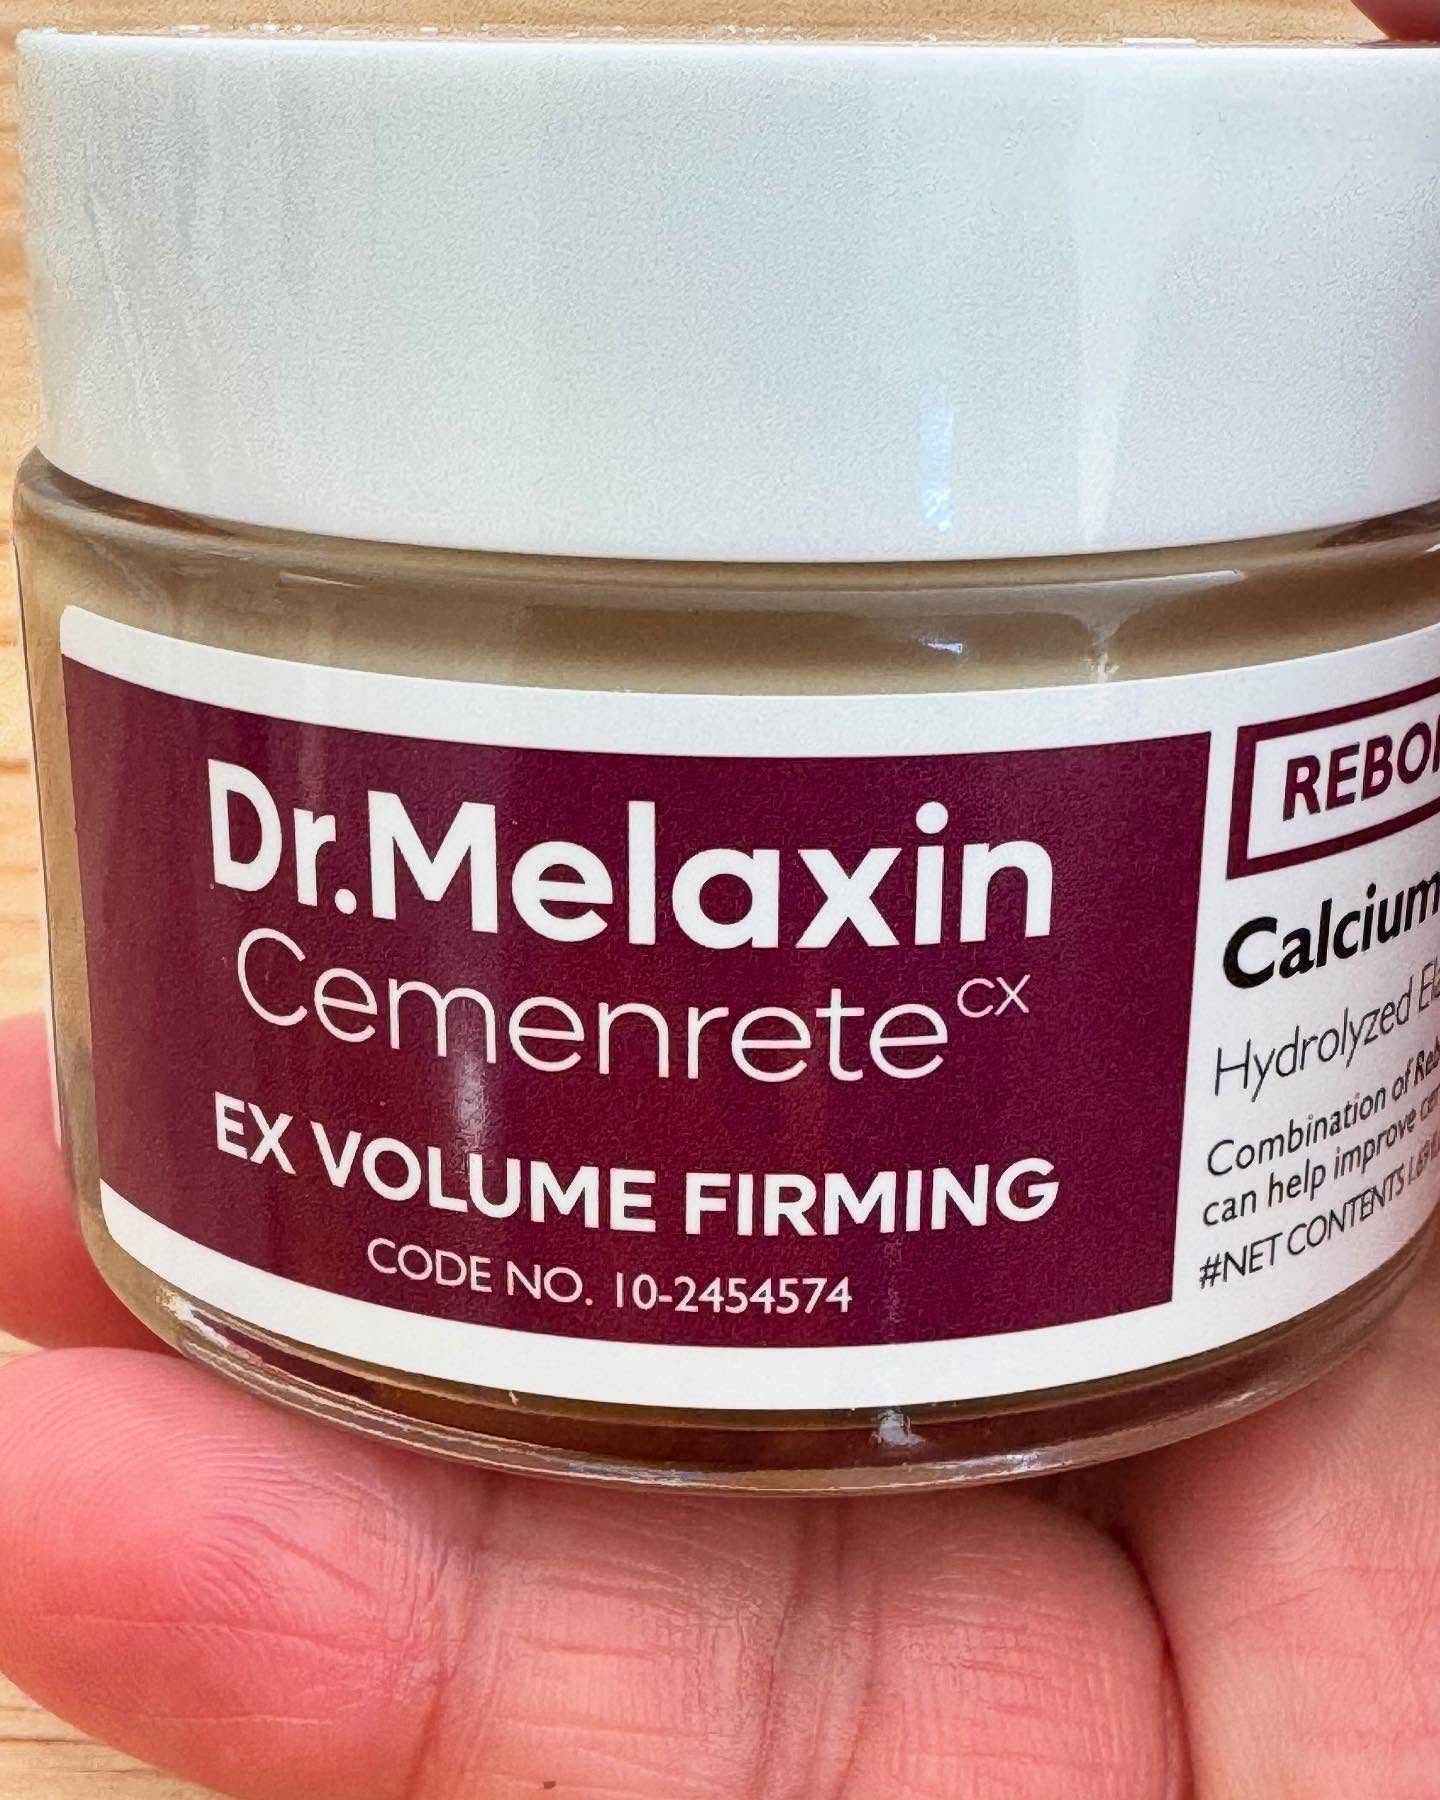 Dr.Melaxin
Cemenrete CX
EX VOLUME FIRMING
CODE NO. 10-2454574
Calcium
Hydrolyzed
Combination of
can help improve
#NET CONTENTS